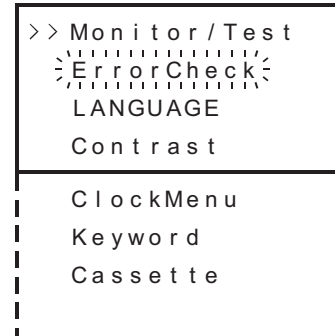 >> Monitor/Test
ErrorCheck
LANGUAGE
Contrast
ClockMenu
Keyword
Cassette